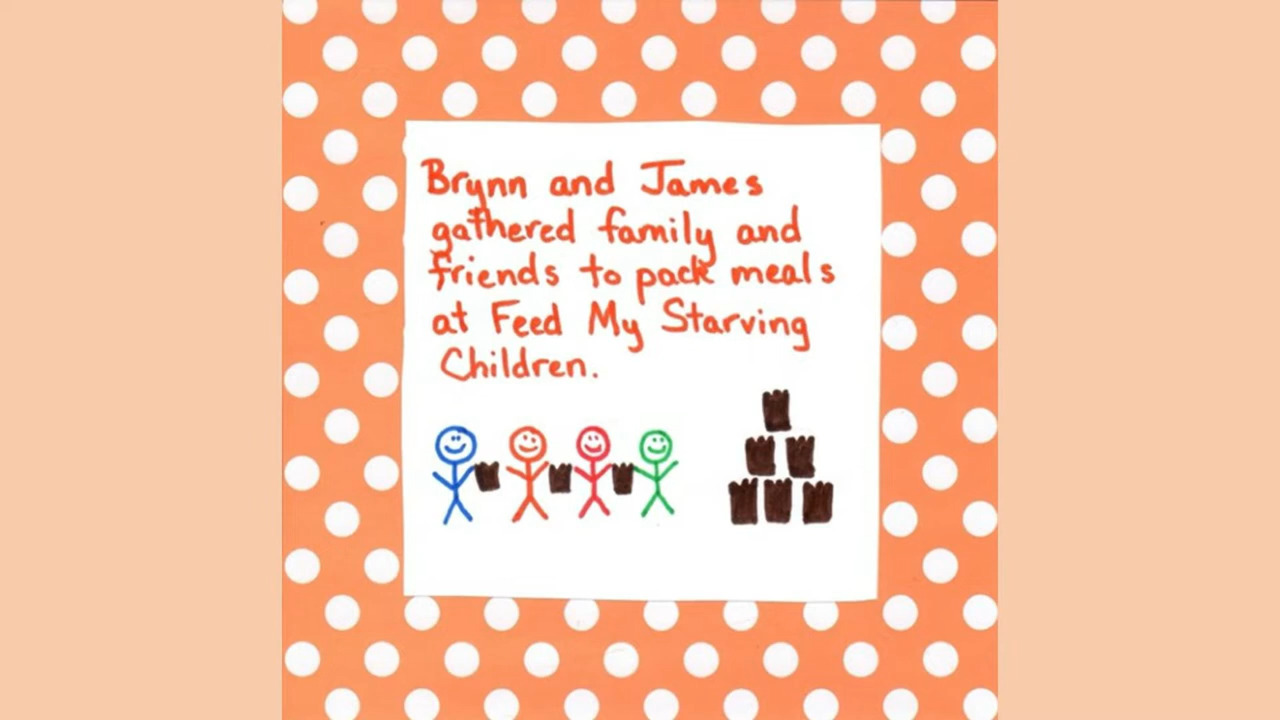 Brynn and James
gathered family and
friends to pack meals
at Feed My Starving
Children.